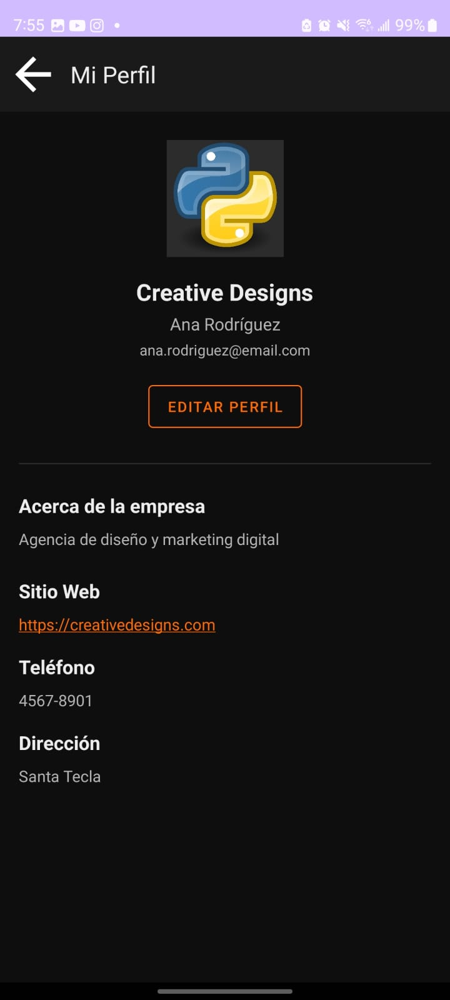 7:55 99%
Mi Perfil
Creative Designs
Ana Rodríguez
ana.rodriguez@email.com
EDITAR PERFIL
Acerca de la empresa
Agencia de diseño y marketing digital
Sitio Web
https://creativedesigns.com
Teléfono
4567-8901
Dirección
Santa Tecla